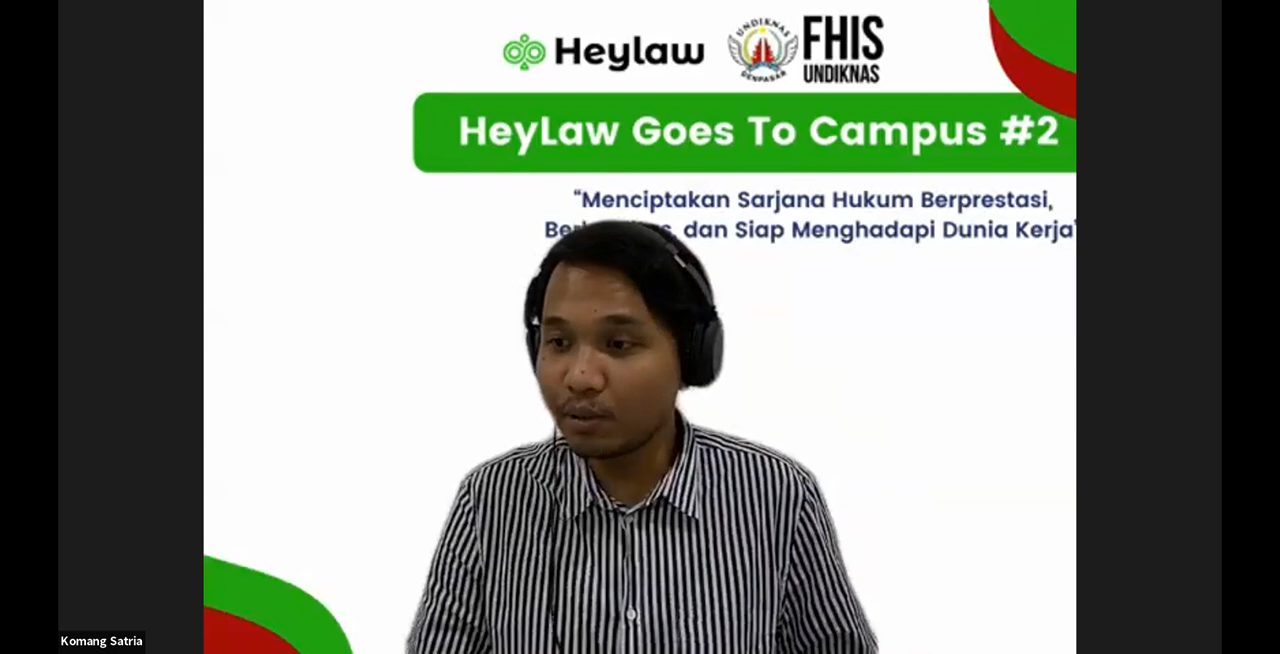 Heylaw
UNDIKNAS
DENPASAR
FHIS
UNDIKNAS
HeyLaw Goes To Campus #2
"Menciptakan Sarjana Hukum Berprestasi,
dan Siap Menghadapi Dunia Kerja"
Komang Satria